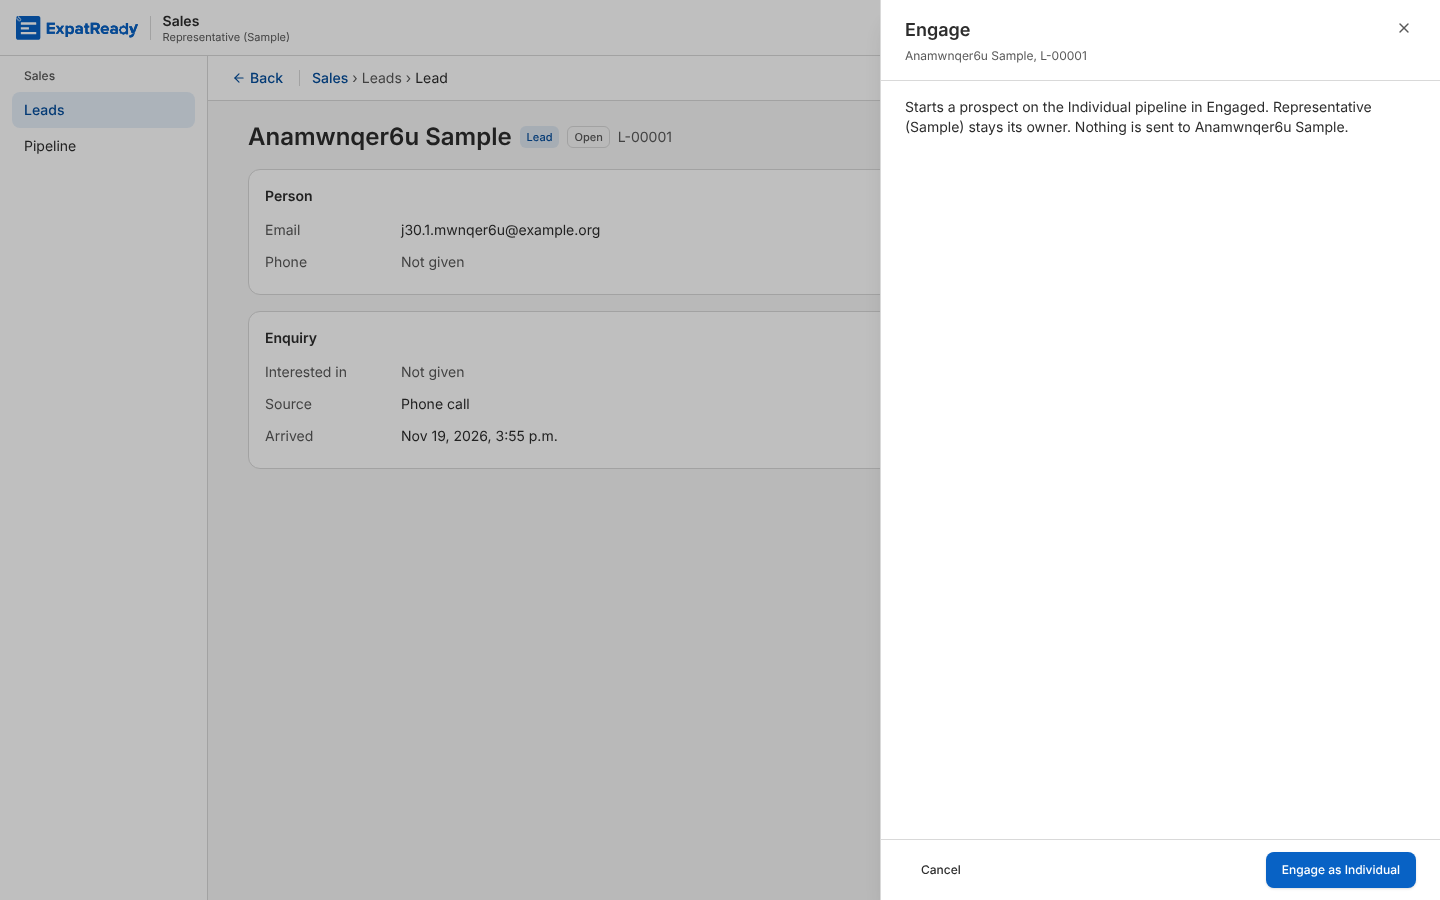 ExpatReady
Sales
Representative (Sample)
Sales
Leads
Pipeline
← Back
Sales › Leads › Lead
Anamwnqer6u Sample
Lead
Open
L-00001
Person
Email
j30.1.mwnqer6u@example.org
Phone
Not given
Enquiry
Interested in
Not given
Source
Phone call
Arrived
Nov 19, 2026, 3:55 p.m.
Engage
Anamwnqer6u Sample, L-00001
Starts a prospect on the Individual pipeline in Engaged. Representative
(Sample) stays its owner. Nothing is sent to Anamwnqer6u Sample.
Cancel
Engage as Individual